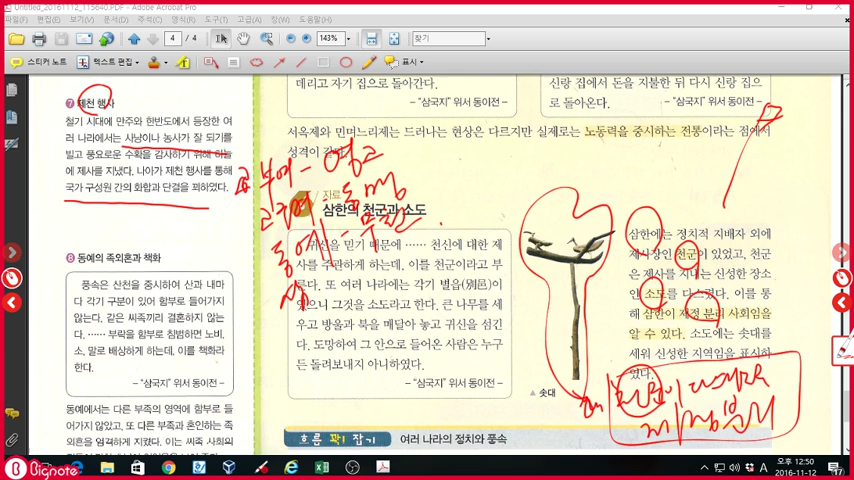 Untitled_20161112_115840.PDF - Adobe Acrobat Pro
파일(F) 편집(E) 보기(V) 문서(D) 주석(C) 양식(R) 도구(T) 고급(A) 창(W) 도움말(H)
4 / 4
143%
찾기
스티커 노트
텍스트 편집
표시
❼ 제천 행사
철기 시대에 만주와 한반도에서 등장한 여
러 나라에서는 사냥이나 농사가 잘 되기를
빌고 풍요로운 수확을 감사하기 위해 하늘
에 제사를 지냈다. 나아가 제천 행사를 통해
국가 구성원 간의 화합과 단결을 꾀하였다.
❽ 동예의 족외혼과 책화
풍속은 산천을 중시하여 산과 내마
다 각기 구분이 있어 함부로 들어가지
않는다. 같은 씨족끼리 결혼하지 않는
다. …… 부락을 함부로 침범하면 노비,
소, 말로 배상하게 하는데, 이를 책화라
한다.
– “삼국지” 위서 동이전 –
동예에서는 다른 부족의 영역에 함부로 들
어가지 않았고, 또 다른 부족과 혼인하는 족
외혼을 엄격하게 지켰다. 이는 씨족 사회의
데리고 자기 집으로 돌아간다.
– “삼국지” 위서 동이전 –
신랑 집에서 돈을 지불한 뒤 다시 신랑 집으
로 돌아온다.
– “삼국지” 위서 동이전 –
서옥제와 민며느리제는 드러나는 현상은 다르지만 실제로는 노동력을 중시하는 전통이라는 점에서
성격이 같다.
부여 - 영고
고구려 - 동맹
동예 - 무천
자료
삼한의 천군과 소도
귀신을 믿기 때문에 …… 천신에 대한 제
사를 주관하게 하는데, 이를 천군이라고 부
른다. 또 여러 나라에는 각기 별읍(別邑)이
있으니 그것을 소도라고 한다. 큰 나무를 세
우고 방울과 북을 매달아 놓고 귀신을 섬긴
다. 도망하여 그 안으로 들어온 사람은 누구
든 돌려보내지 아니하였다.
– “삼국지” 위서 동이전 –
▲ 솟대
삼한에는 정치적 지배자 외에
제사장인 천군이 있었고, 천군
은 제사를 지내는 신성한 장소
인 소도를 다스렸다. 이를 통
해 삼한이 제정 분리 사회임을
알 수 있다. 소도에는 솟대를
세워 신성한 지역임을 표시하
였다.
제정분리
흐름 꽉! 잡기 여러 나라의 정치와 풍속
Bignote
A
오후 12:50
2016-11-12
17